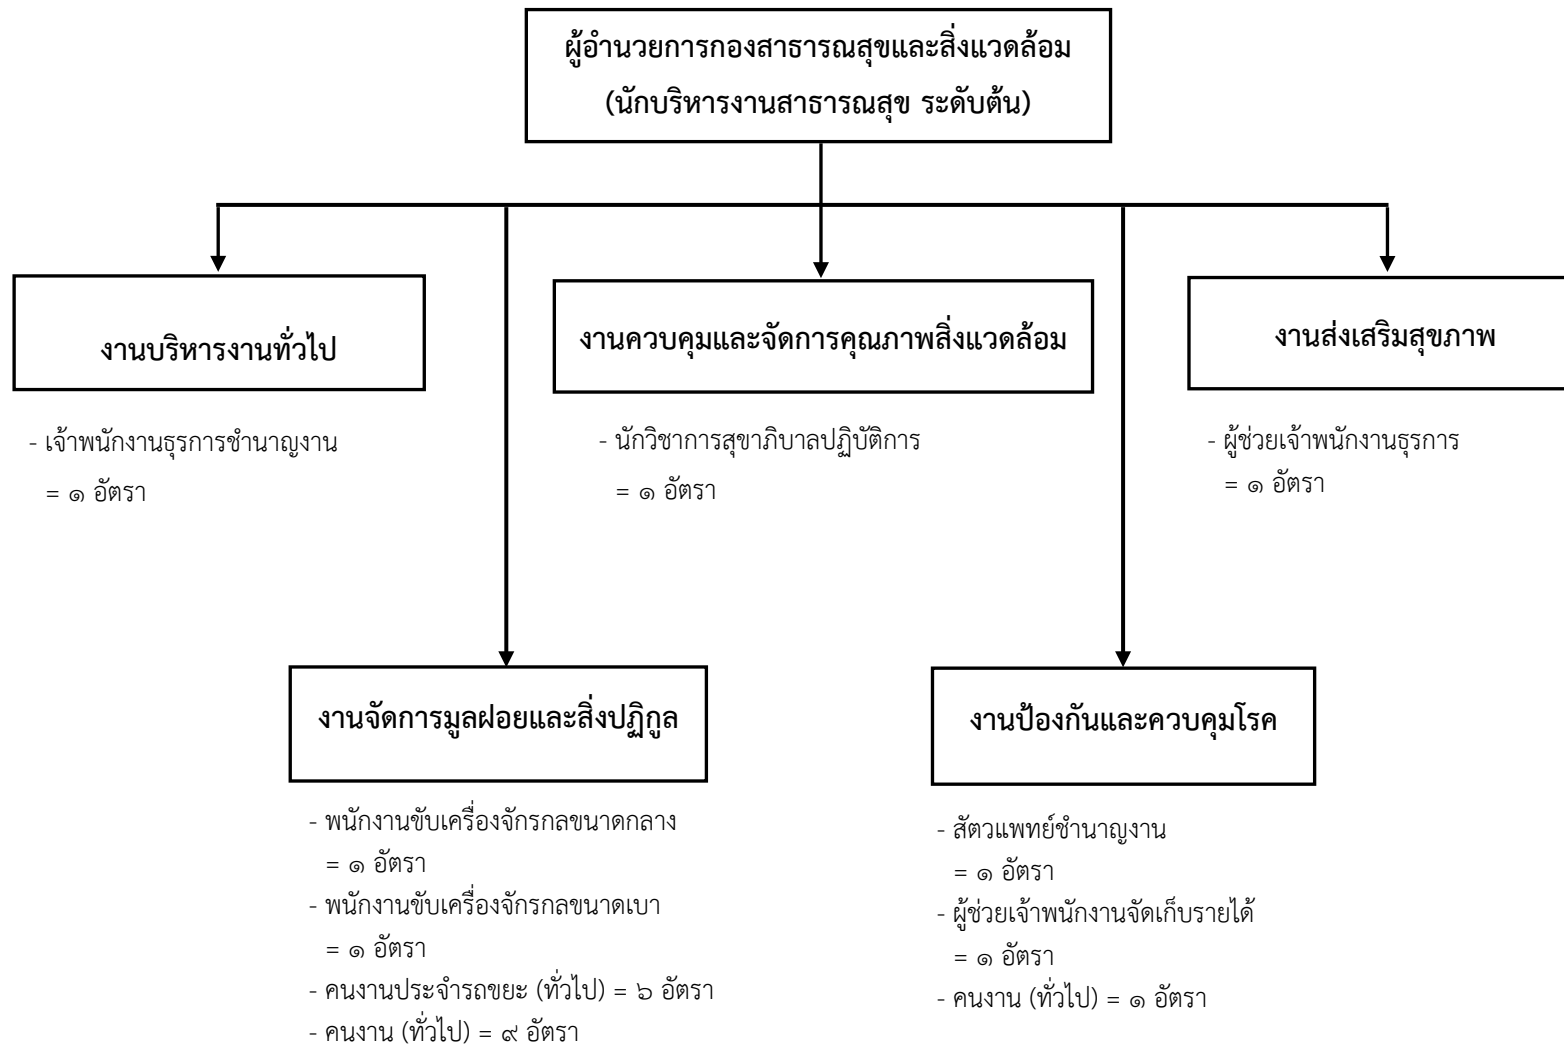 ผู้อำนวยการกองสาธารณสุขและสิ่งแวดล้อม
(นักบริหารงานสาธารณสุข ระดับต้น)
งานบริหารงานทั่วไป
- เจ้าพนักงานธุรการชำนาญงาน
= ๑ อัตรา
งานควบคุมและจัดการคุณภาพสิ่งแวดล้อม
- นักวิชาการสุขาภิบาลปฏิบัติการ
= ๑ อัตรา
งานส่งเสริมสุขภาพ
- ผู้ช่วยเจ้าพนักงานธุรการ
= ๑ อัตรา
งานจัดการมูลฝอยและสิ่งปฏิกูล
- พนักงานขับเครื่องจักรกลขนาดกลาง
= ๑ อัตรา
- พนักงานขับเครื่องจักรกลขนาดเบา
= ๑ อัตรา
- คนงานประจำรถขยะ (ทั่วไป) = ๖ อัตรา
- คนงาน (ทั่วไป) = ๙ อัตรา
งานป้องกันและควบคุมโรค
- สัตวแพทย์ชำนาญงาน
= ๑ อัตรา
- ผู้ช่วยเจ้าพนักงานจัดเก็บรายได้
= ๑ อัตรา
- คนงาน (ทั่วไป) = ๑ อัตรา